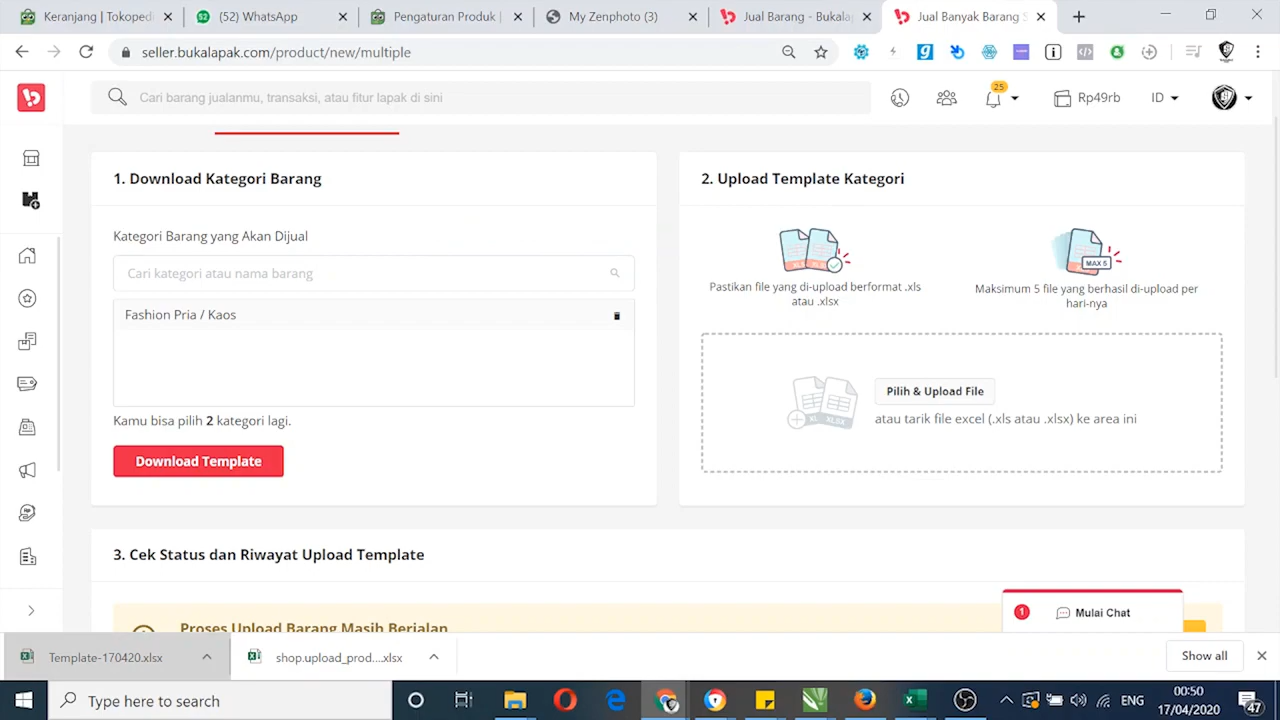 Keranjang | Tokoped
(52) WhatsApp
Pengaturan Produk |
My Zenphoto (3)
Jual Barang - Bukala
Jual Banyak Barang S
seller.bukalapak.com/product/new/multiple
Cari barang jualanmu, transaksi, atau fitur lapak di sini
25
Rp49rb
ID
1. Download Kategori Barang
Kategori Barang yang Akan Dijual
Cari kategori atau nama barang
Fashion Pria / Kaos
Kamu bisa pilih 2 kategori lagi.
Download Template
2. Upload Template Kategori
Pastikan file yang di-upload berformat .xls
atau .xlsx
MAX 5
Maksimum 5 file yang berhasil di-upload per
hari-nya
Pilih & Upload File
atau tarik file excel (.xls atau .xlsx) ke area ini
3. Cek Status dan Riwayat Upload Template
Proses Upload Barang Masih Berjalan
1
Mulai Chat
Template-170420.xlsx
shop.upload_prod....xlsx
Show all
Type here to search
ENG
00:50
17/04/2020
47